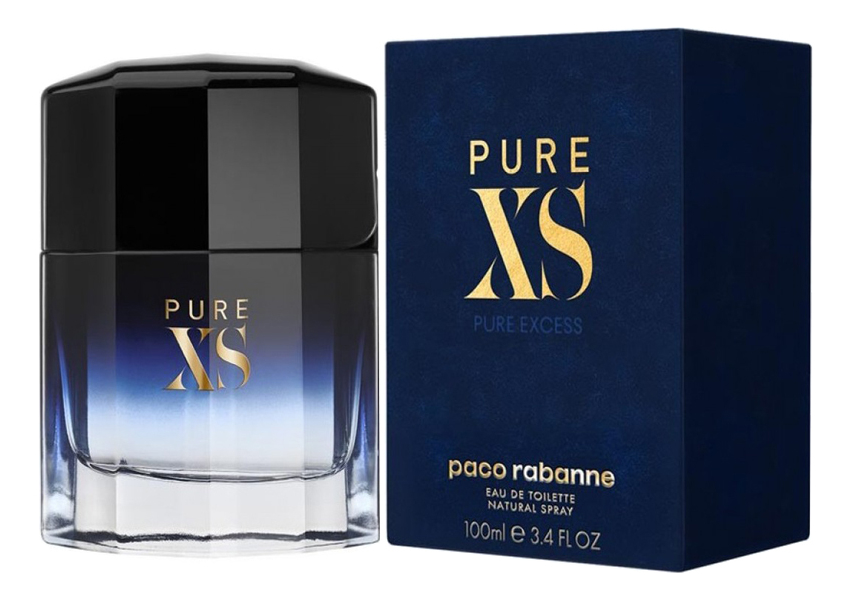 PURE
XS
PURE
XS
PURE EXCESS
paco rabanne
EAU DE TOILETTE
NATURAL SPRAY
100ml e 3.4 FL OZ